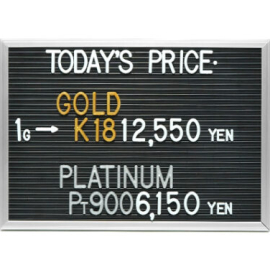 TODAY'S PRICE·
GOLD
1G → K18 12,550 YEN
PLATINUM
PT900 6,150 YEN